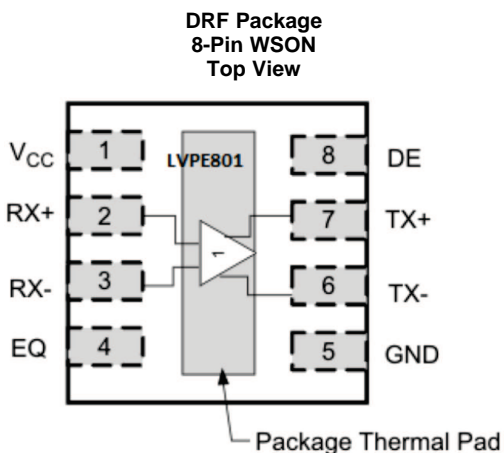 DRF Package
8-Pin WSON
Top View
VCC 1 LVPE801 8 DE
RX+ 2 7 TX+
1
RX- 3 6 TX-
EQ 4 5 GND
Package Thermal Pad